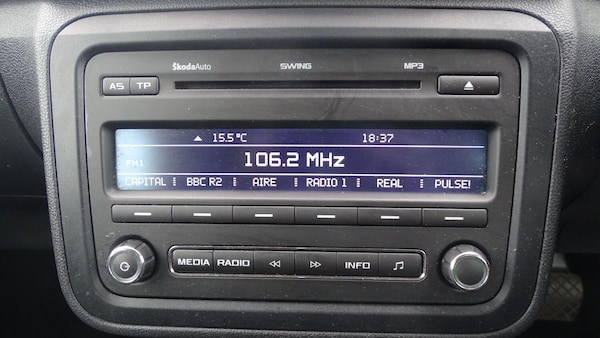 ŠkodaAuto SWING MP3
AS TP
15.5°C 18:37
FM1 106.2 MHz
CAPITAL BBC R2 AIRE RADIO 1 REAL PULSE!
MEDIA RADIO INFO